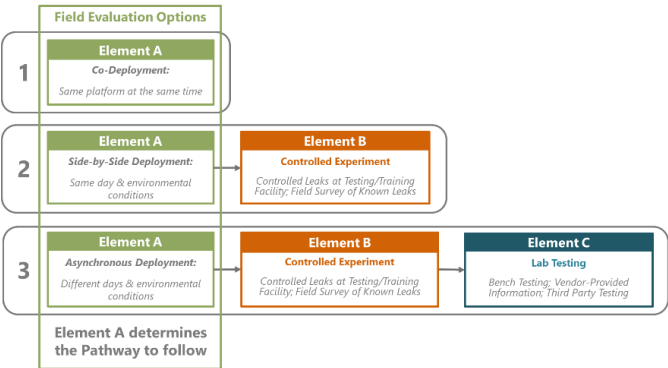 Field Evaluation Options
1
Element A
Co-Deployment:
Same platform at the same time
2
Element A
Side-by-Side Deployment:
Same day & environmental
conditions
Element B
Controlled Experiment
Controlled Leaks at Testing/Training
Facility; Field Survey of Known Leaks
3
Element A
Asynchronous Deployment:
Different days & environmental
conditions
Element B
Controlled Experiment
Controlled Leaks at Testing/Training
Facility; Field Survey of Known Leaks
Element C
Lab Testing
Bench Testing; Vendor-Provided
Information; Third Party Testing
Element A determines
the Pathway to follow